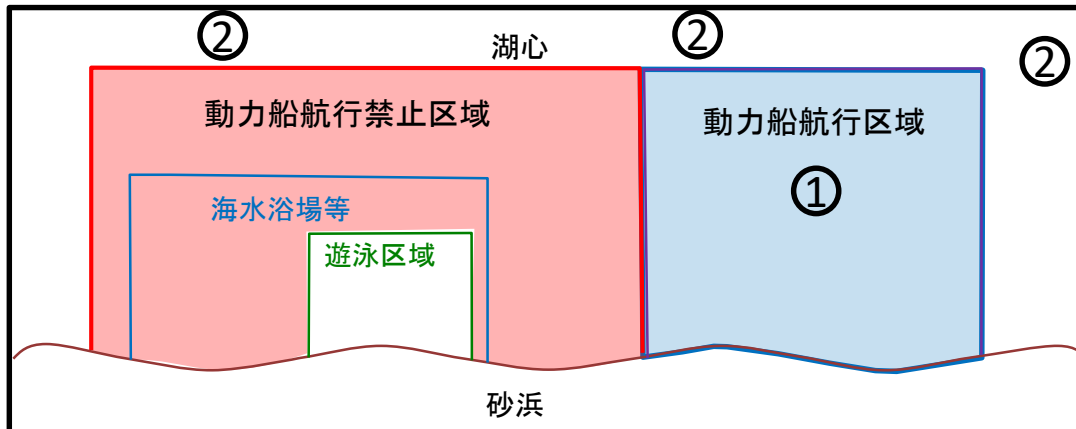 ②
湖心
②
②
動力船航行禁止区域
動力船航行区域
①
海水浴場等
遊泳区域
砂浜